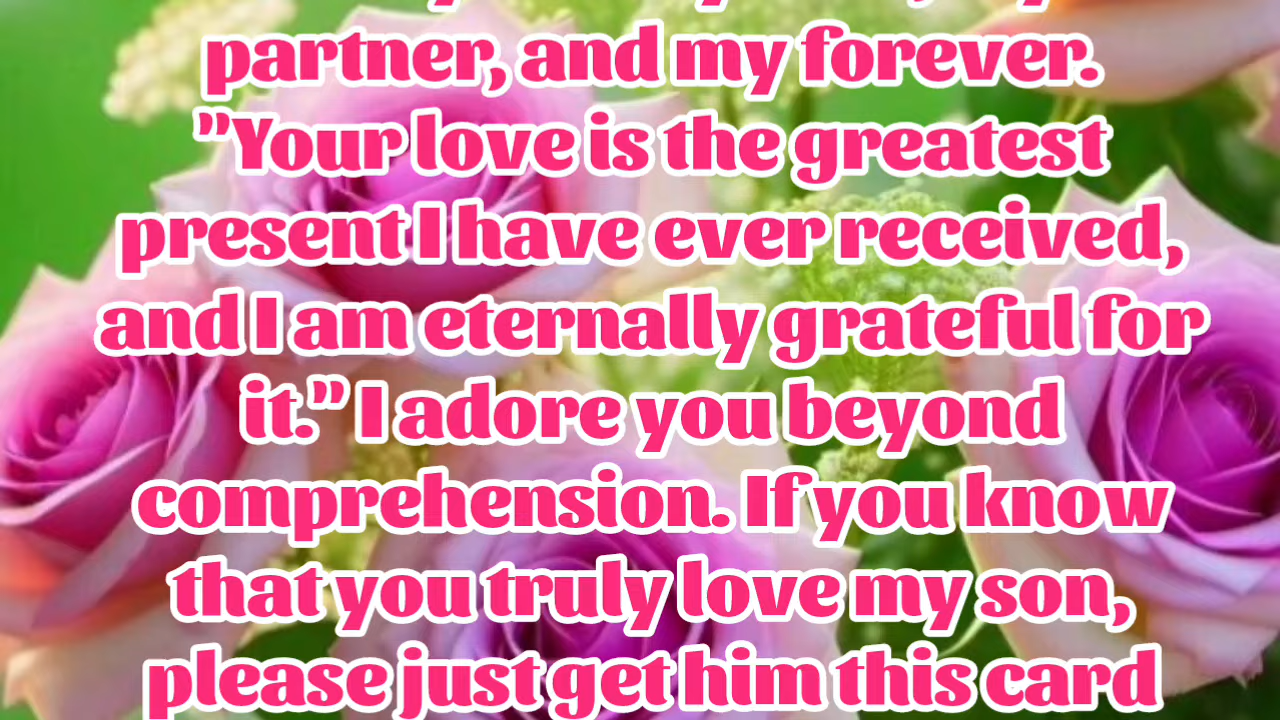 partner, and my forever.
"Your love is the greatest
present I have ever received,
and I am eternally grateful for
it." I adore you beyond
comprehension. If you know
that you truly love my son,
please just get him this card